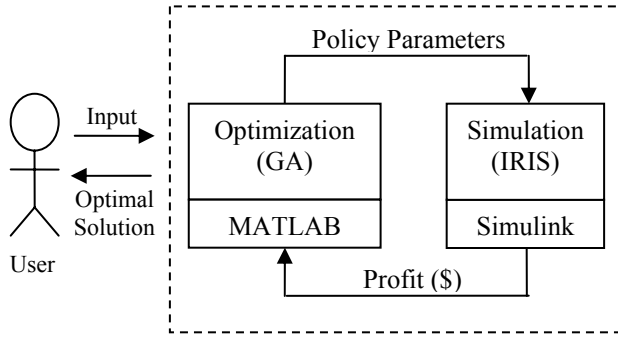 Policy Parameters
Input
Optimal
Solution
User
Optimization
(GA)
MATLAB
Simulation
(IRIS)
Simulink
Profit ($)